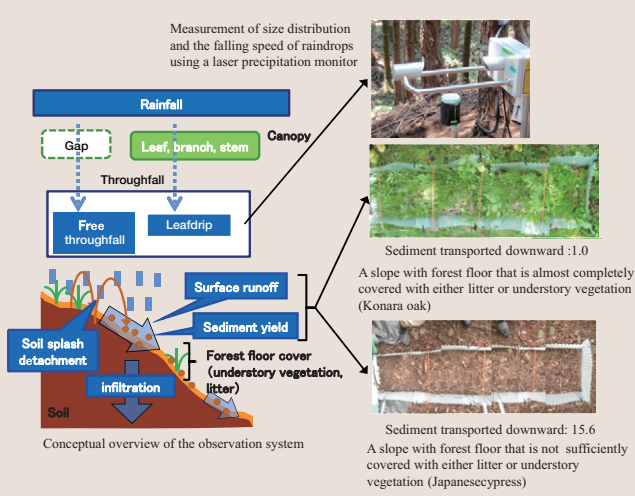 Measurement of size distribution
and the falling speed of raindrops
using a laser precipitation monitor
Rainfall
Gap
Leaf, branch, stem
Canopy
Throughfall
Free
throughfall
Leafdrip
Surface runoff
Sediment yield
Soil splash
detachment
infiltration
Forest floor cover
(understory vegetation,
litter)
Soil
Conceptual overview of the observation system
Sediment transported downward :1.0
A slope with forest floor that is almost completely
covered with either litter or understory vegetation
(Konara oak)
Sediment transported downward: 15.6
A slope with forest floor that is not sufficiently
covered with either litter or understory
vegetation (Japanesecypress)